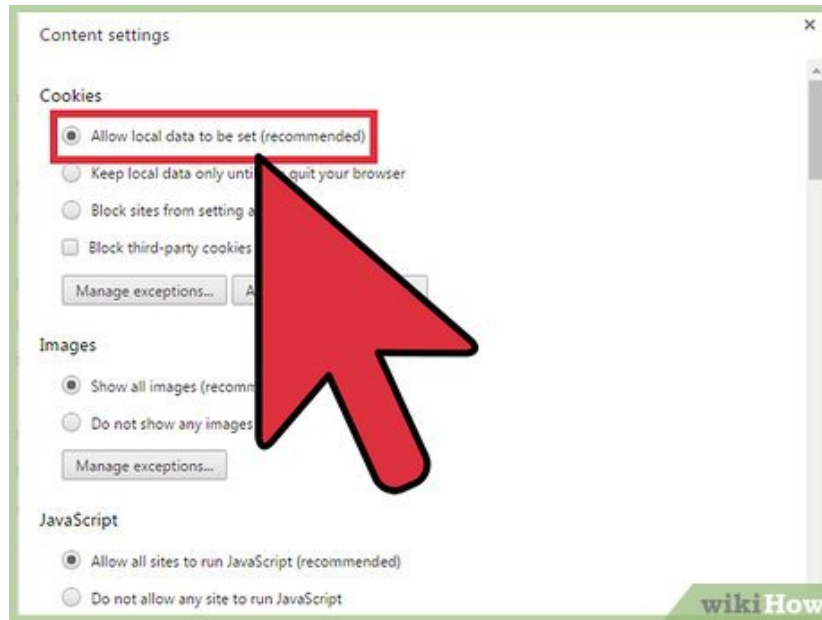 Content settings
Cookies
Allow local data to be set (recommended)
Keep local data only quit your browser
Block sites from setting
Block third-party cookies
Manage exceptions...
Images
Show all images
Do not show any images
Manage exceptions...
JavaScript
Allow all sites to run JavaScript (recommended)
Do not allow any site to run JavaScript
wikiHow